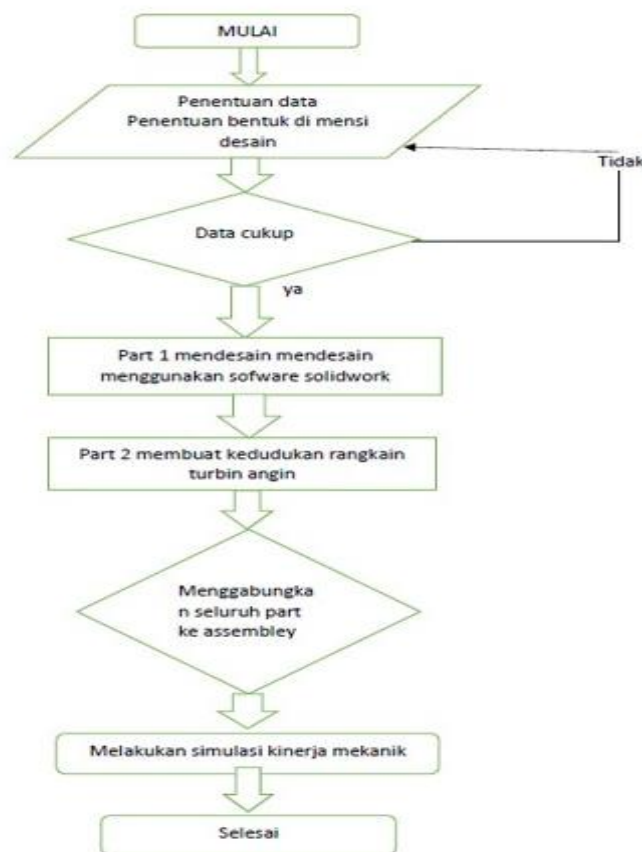 MULAI
Penentuan data
Penentuan bentuk di mensi
desain
Tidak
Data cukup
ya
Part 1 mendesain mendesain
menggunakan sofware solidwork
Part 2 membuat kedudukan rangkain
turbin angin
Menggabungka
n seluruh part
ke assembley
Melakukan simulasi kinerja mekanik
Selesai